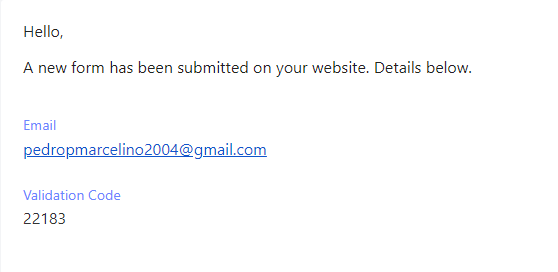 Hello,
A new form has been submitted on your website. Details below.
Email
pedropmarcelino2004@gmail.com
Validation Code
22183